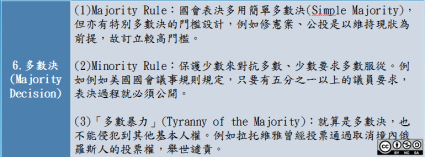 6.多數決
(Majority
Decision)
(1)Majority Rule：國會表決多用簡單多數決(Simple Majority)，
但亦有特別多數決的門檻設計，例如修憲案、公投是以維持現狀為
前提，故訂立較高門檻。
(2)Minority Rule：保護少數來對抗多數、少數要求多數服從。例
如例如美國國會議事規則規定，只要有五分之一以上的議員要求，
表決過程就必須公開。
(3)「多數暴力」(Tyranny of the Majority)：就算是多數決，也
不能侵犯到其他基本人權。例如拉托維雅曾經投票通過取消境內俄
羅斯人的投票權，舉世譴責。
CC BY NC SA